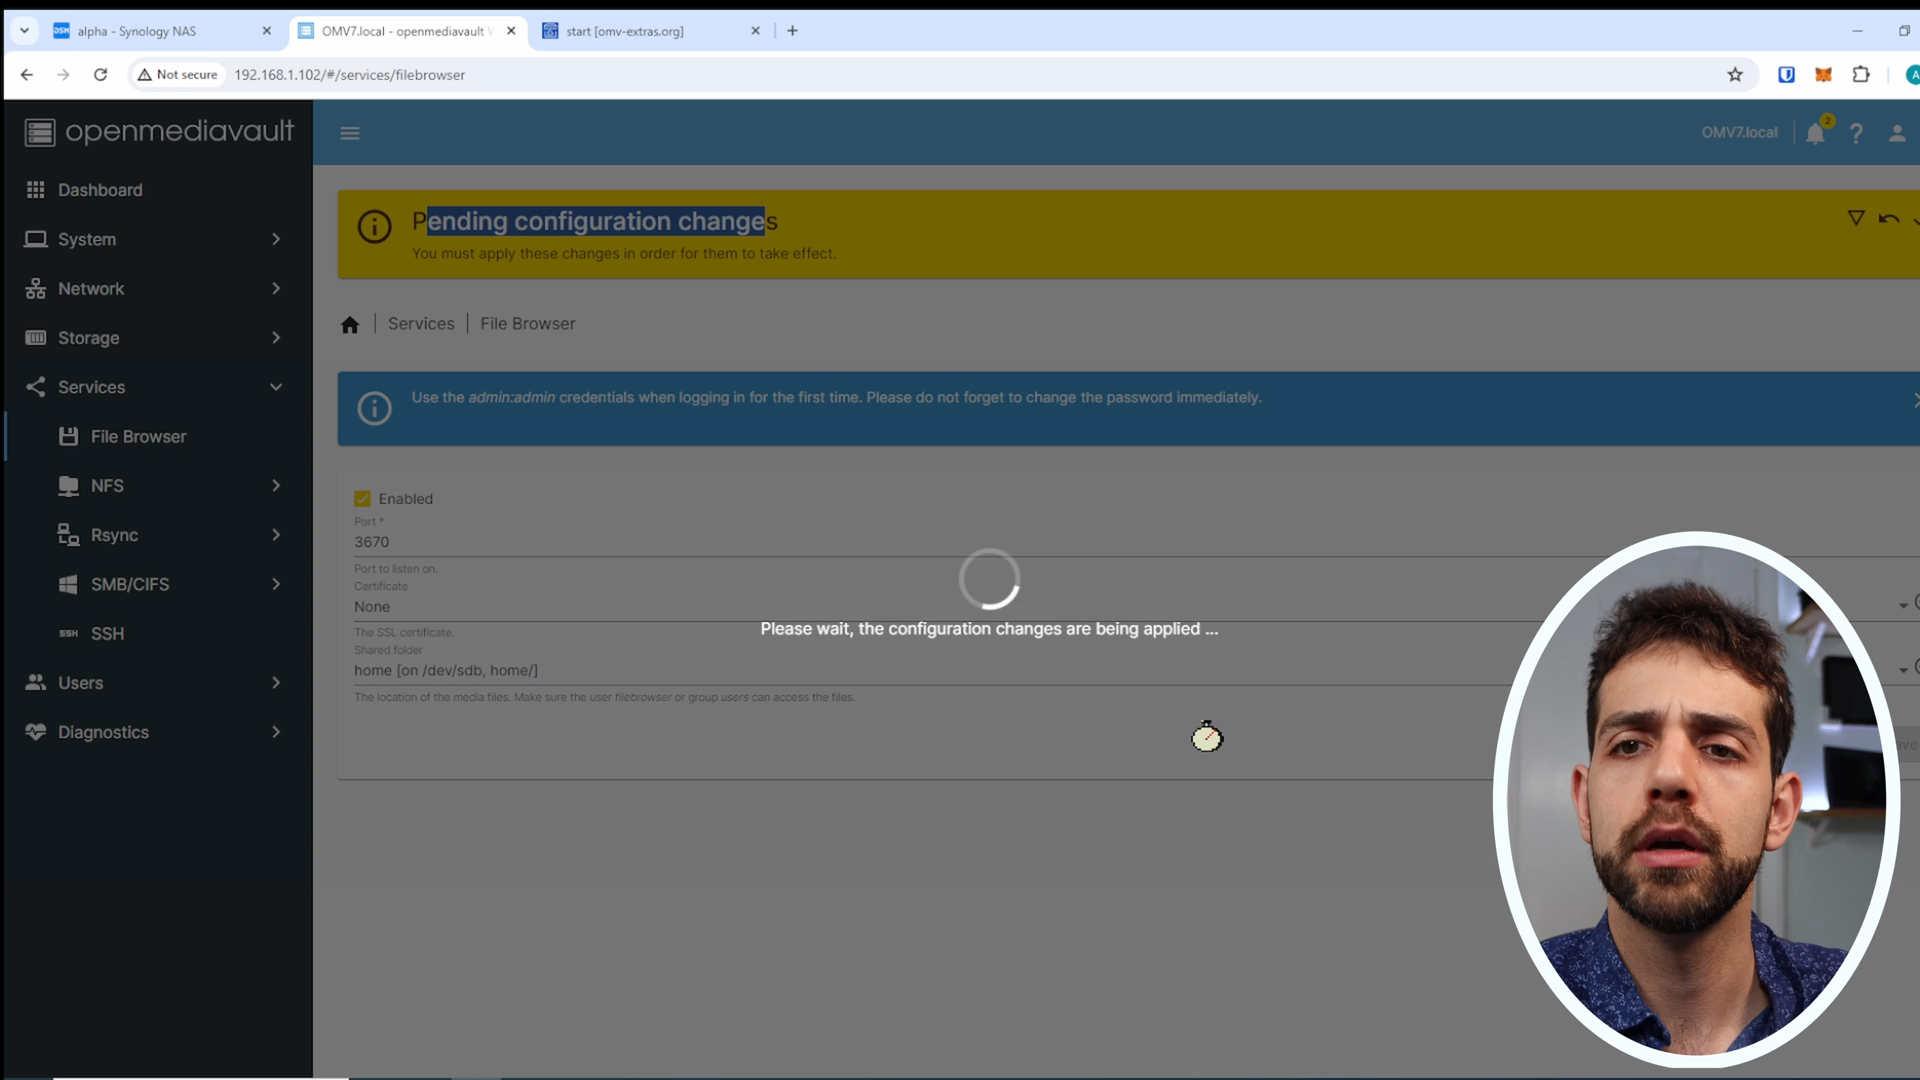 alpha - Synology NAS
OMV7.local - openmediavault
start [omv-extras.org]
Not secure
192.168.1.102/#/services/filebrowser
A
openmediavault
OMV7.local
2
Dashboard
System
Network
Storage
Services
File Browser
NFS
Rsync
SMB/CIFS
SSH SSH
Users
Diagnostics
Pending configuration changes
You must apply these changes in order for them to take effect.
Services | File Browser
Use the admin:admin credentials when logging in for the first time. Please do not forget to change the password immediately.
Enabled
Port *
3670
Port to listen on.
Certificate
None
The SSL certificate.
Shared folder
home [on /dev/sdb, home/]
The location of the media files. Make sure the user filebrowser or group users can access the files.
Please wait, the configuration changes are being applied ...